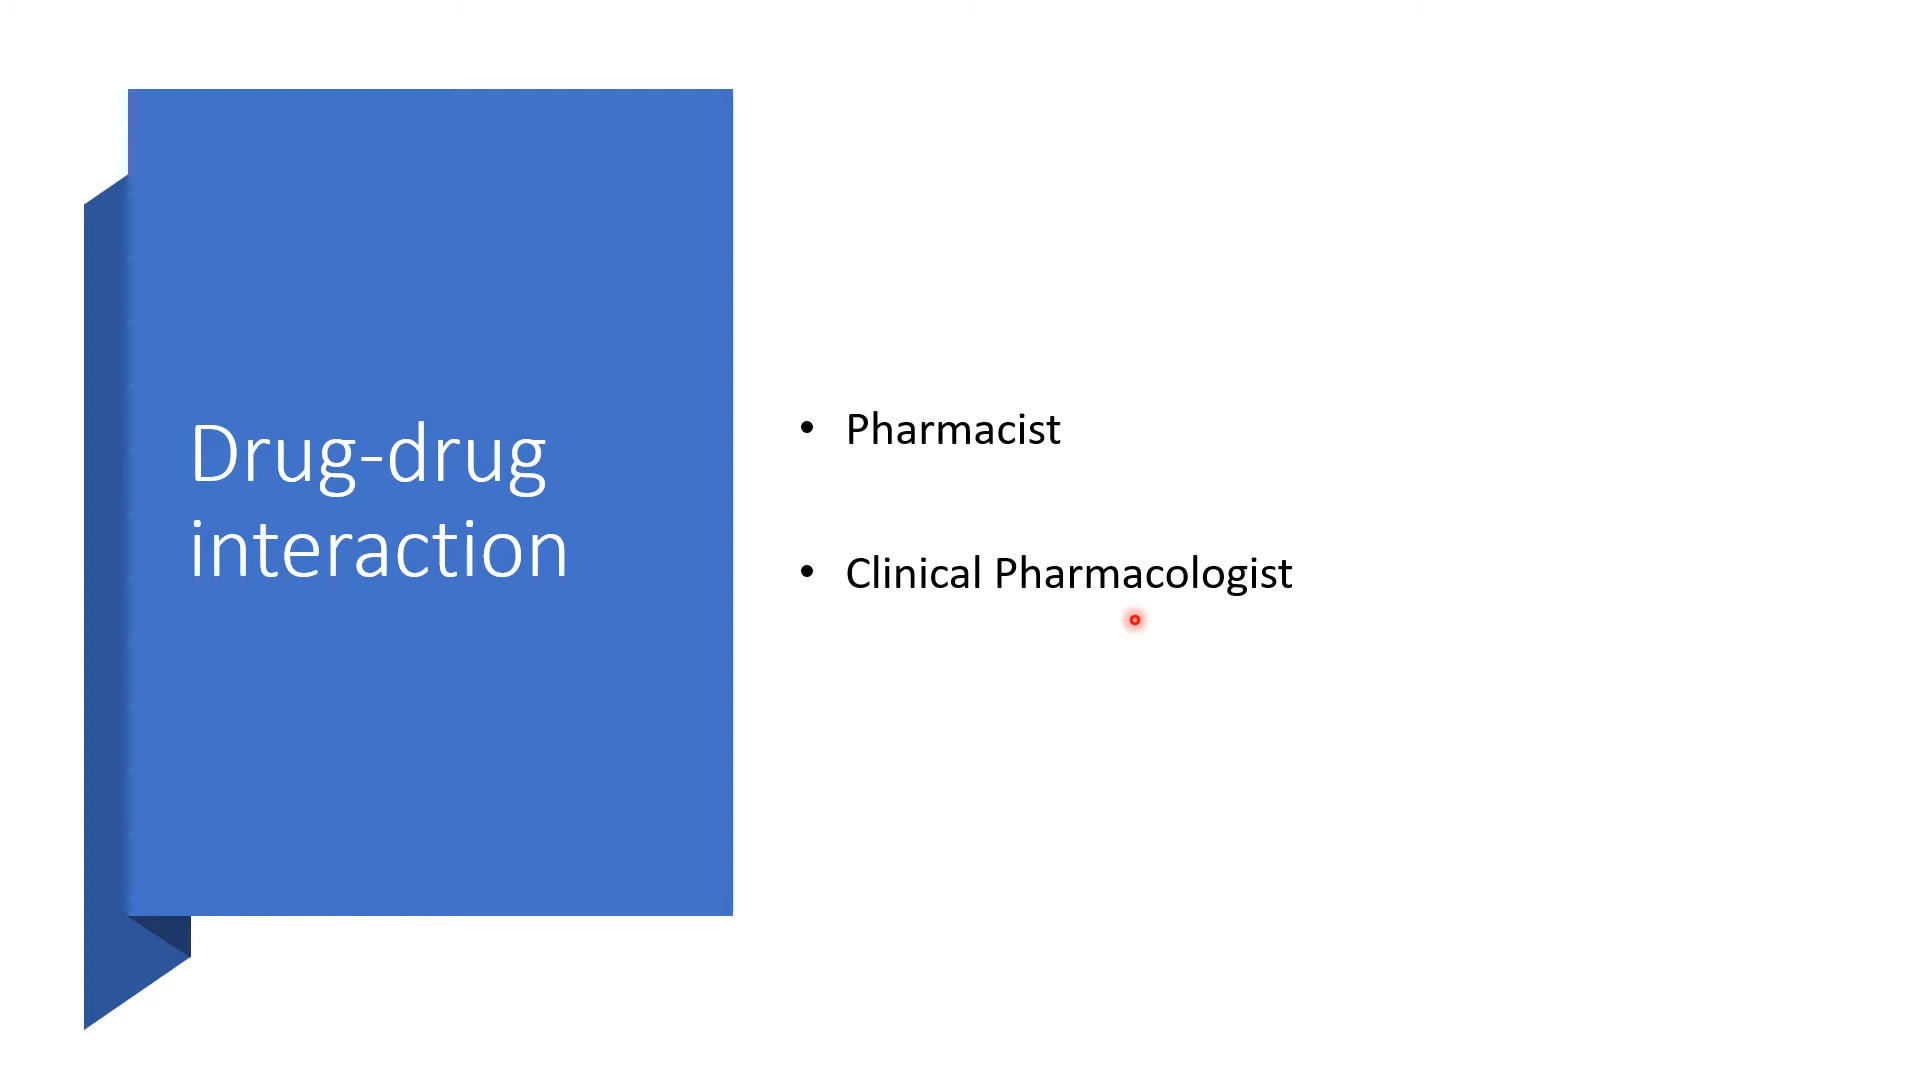 Drug-drug
interaction
• Pharmacist
• Clinical Pharmacologist